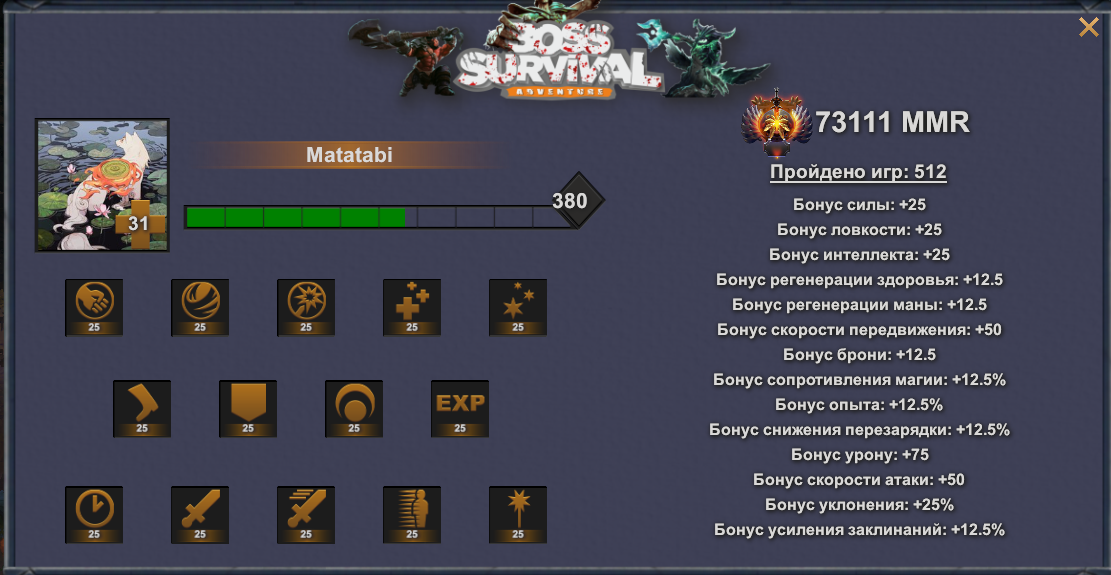 BOSS
SURVIVAL
ADVENTURE
73111 MMR
Matatabi
31
380
Пройдено игр: 512
Бонус силы: +25
Бонус ловкости: +25
Бонус интеллекта: +25
Бонус регенерации здоровья: +12.5
Бонус регенерации маны: +12.5
Бонус скорости передвижения: +50
Бонус брони: +12.5
Бонус сопротивления магии: +12.5%
Бонус опыта: +12.5%
Бонус снижения перезарядки: +12.5%
Бонус урону: +75
Бонус скорости атаки: +50
Бонус уклонения: +25%
Бонус усиления заклинаний: +12.5%
25 25 25 25 25
EXP
25 25 25 25
25 25 25 25 25